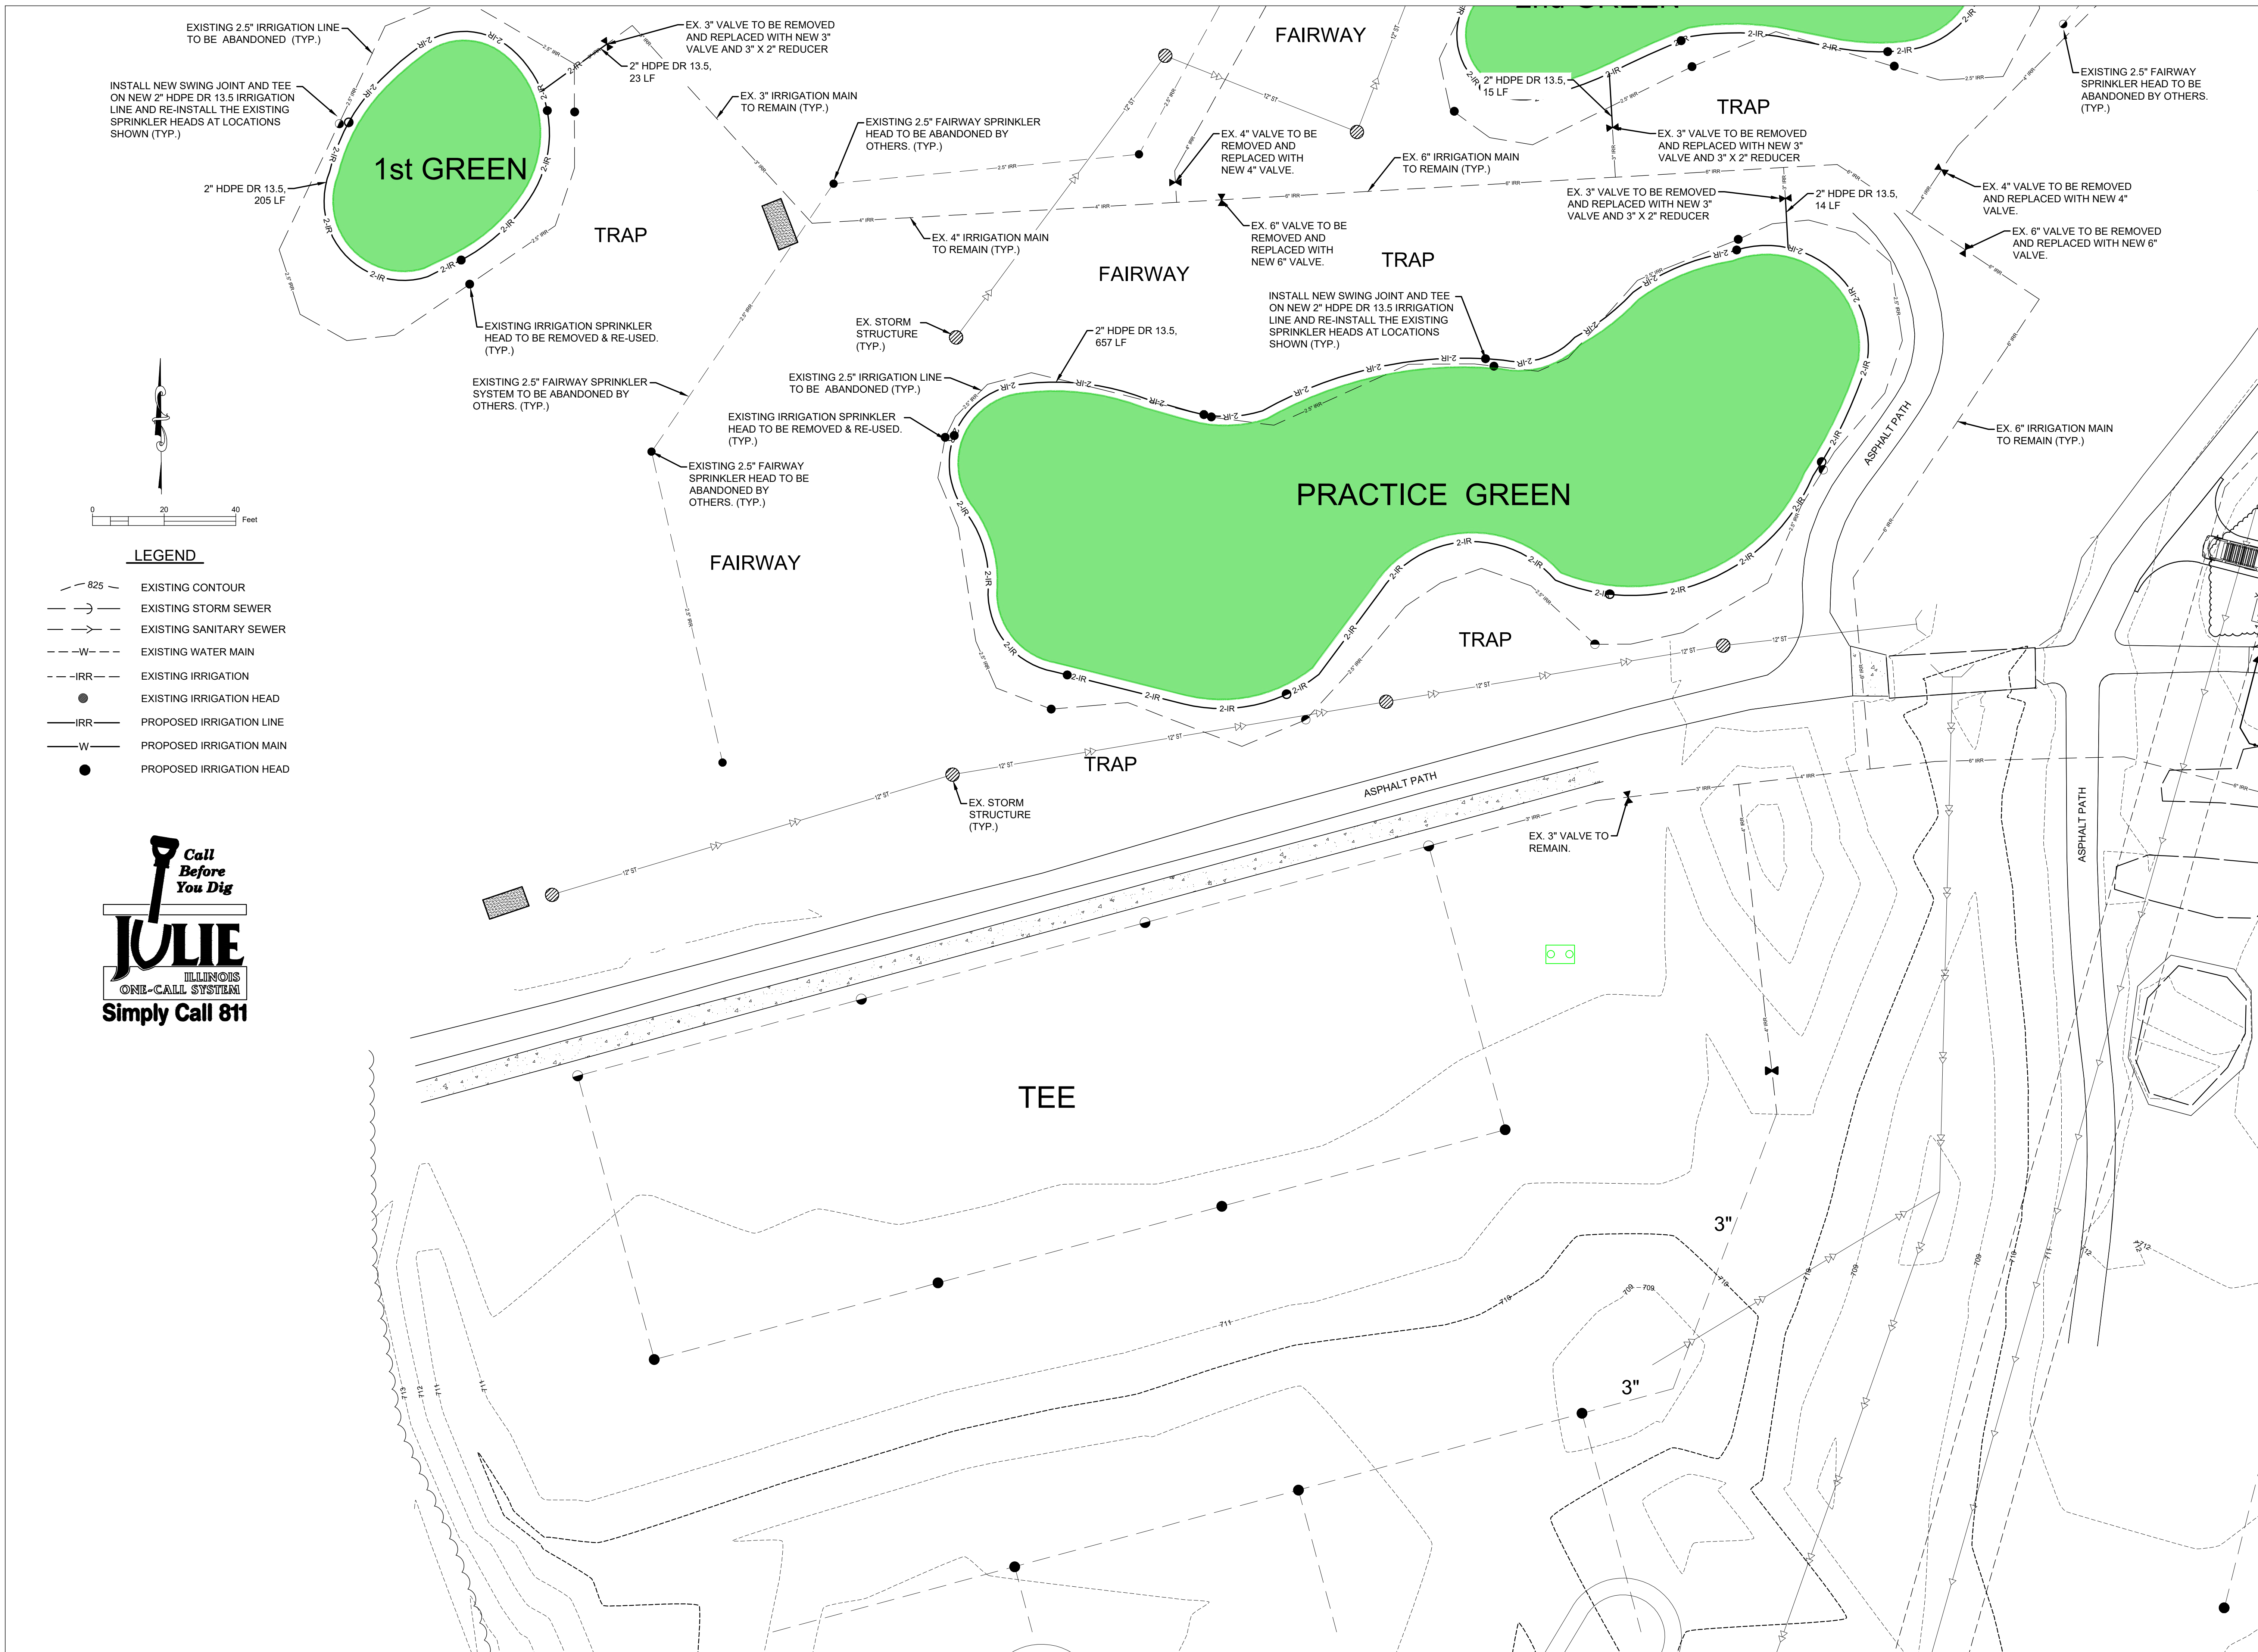 EXISTING 2.5" IRRIGATION LINE
TO BE  ABANDONED  (TYP.)
INSTALL NEW SWING JOINT AND TEE
ON NEW 2" HDPE DR 13.5 IRRIGATION
LINE AND RE-INSTALL THE EXISTING
SPRINKLER HEADS AT LOCATIONS
SHOWN (TYP.)
2" HDPE DR 13.5,
205 LF
1st GREEN
EX. 3" VALVE TO BE REMOVED
AND REPLACED WITH NEW 3"
VALVE AND 3" X 2" REDUCER
2" HDPE DR 13.5,
23 LF
EX. 3" IRRIGATION MAIN
TO REMAIN (TYP.)
EXISTING 2.5" FAIRWAY SPRINKLER
HEAD TO BE ABANDONED BY
OTHERS. (TYP.)
TRAP
EXISTING IRRIGATION SPRINKLER
HEAD TO BE REMOVED & RE-USED.
(TYP.)
EXISTING 2.5" FAIRWAY SPRINKLER
SYSTEM TO BE ABANDONED BY
OTHERS. (TYP.)
EXISTING 2.5" FAIRWAY
SPRINKLER HEAD TO BE
ABANDONED BY
OTHERS. (TYP.)
FAIRWAY
FAIRWAY
2nd GREEN
2" HDPE DR 13.5,
15 LF
TRAP
EX. 4" VALVE TO BE
REMOVED AND
REPLACED WITH
NEW 4" VALVE.
EX. 6" IRRIGATION MAIN
TO REMAIN (TYP.)
EX. 3" VALVE TO BE REMOVED
AND REPLACED WITH NEW 3"
VALVE AND 3" X 2" REDUCER
EX. 3" VALVE TO BE REMOVED
AND REPLACED WITH NEW 3"
VALVE AND 3" X 2" REDUCER
2" HDPE DR 13.5,
14 LF
EXISTING 2.5" FAIRWAY
SPRINKLER HEAD TO BE
ABANDONED BY OTHERS.
(TYP.)
EX. 4" VALVE TO BE REMOVED
AND REPLACED WITH NEW 4"
VALVE.
EX. 6" VALVE TO BE REMOVED
AND REPLACED WITH NEW 6"
VALVE.
EX. 4" IRRIGATION MAIN
TO REMAIN (TYP.)
EX. 6" VALVE TO BE
REMOVED AND
REPLACED WITH
NEW 6" VALVE.
FAIRWAY
TRAP
INSTALL NEW SWING JOINT AND TEE
ON NEW 2" HDPE DR 13.5 IRRIGATION
LINE AND RE-INSTALL THE EXISTING
SPRINKLER HEADS AT LOCATIONS
SHOWN (TYP.)
EX. STORM
STRUCTURE
(TYP.)
2" HDPE DR 13.5,
657 LF
EXISTING 2.5" IRRIGATION LINE
TO BE  ABANDONED (TYP.)
EXISTING IRRIGATION SPRINKLER
HEAD TO BE REMOVED & RE-USED.
(TYP.)
PRACTICE  GREEN
ASPHALT PATH
EX. 6" IRRIGATION MAIN
TO REMAIN (TYP.)
TRAP
TRAP
EX. STORM
STRUCTURE
(TYP.)
ASPHALT PATH
EX. 3" VALVE TO
REMAIN.
ASPHALT PATH
TEE
3"
3"
0 20 40
Feet
LEGEND
825 EXISTING CONTOUR
EXISTING STORM SEWER
EXISTING SANITARY SEWER
W EXISTING WATER MAIN
IRR EXISTING IRRIGATION
EXISTING IRRIGATION HEAD
IRR PROPOSED IRRIGATION LINE
W PROPOSED IRRIGATION MAIN
PROPOSED IRRIGATION HEAD
Call
Before
You Dig
JULIE
ILLINOIS
ONE-CALL SYSTEM
Simply Call 811
713
712
711
711
711
710
709
709
710
710
709
709
710
711
712
712